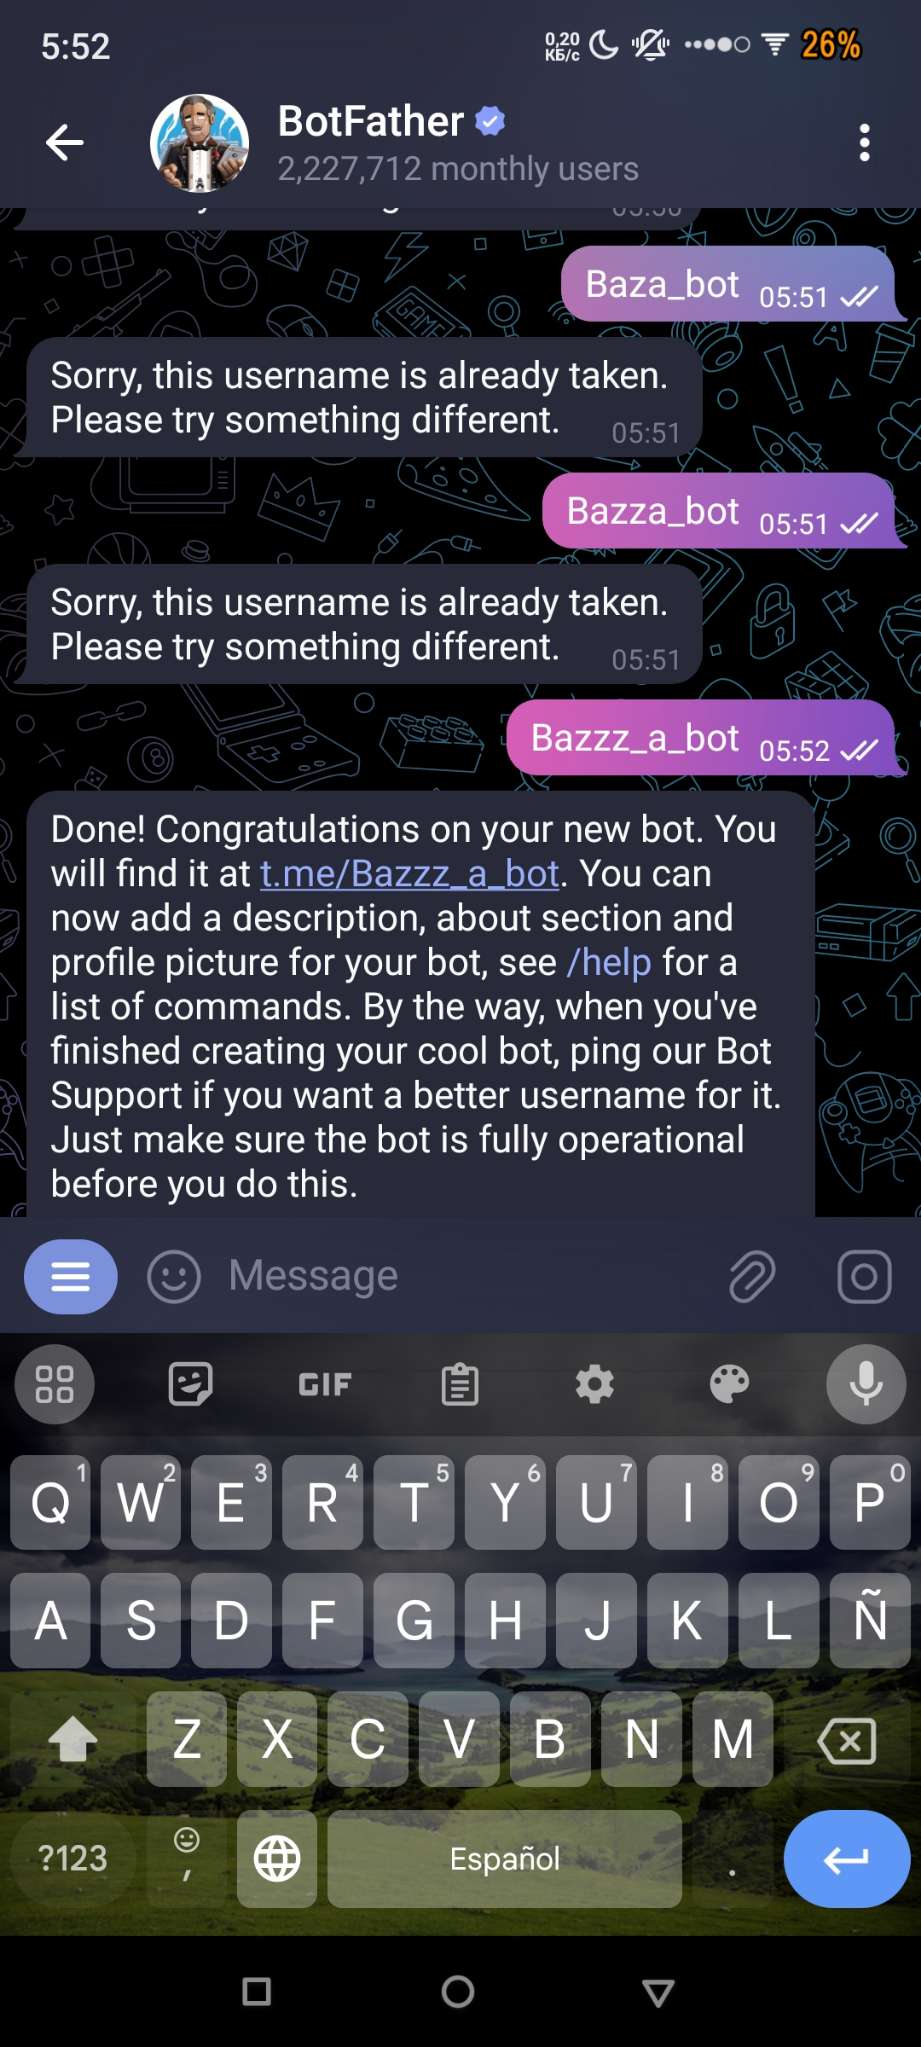 5:52
0,20
КБ/с
26%
BotFather
2,227,712 monthly users
Baza_bot 05:51
Sorry, this username is already taken.
Please try something different. 05:51
Bazza_bot 05:51
Sorry, this username is already taken.
Please try something different. 05:51
Bazzz_a_bot 05:52
Done! Congratulations on your new bot. You
will find it at t.me/Bazzz_a_bot. You can
now add a description, about section and
profile picture for your bot, see /help for a
list of commands. By the way, when you've
finished creating your cool bot, ping our Bot
Support if you want a better username for it.
Just make sure the bot is fully operational
before you do this.
Message
GIF
Q 1 W 2 E 3 R 4 T 5 Y 6 U 7 I 8 O 9 P 0
A S D F G H J K L Ñ
Z X C V B N M
?123 , Español .